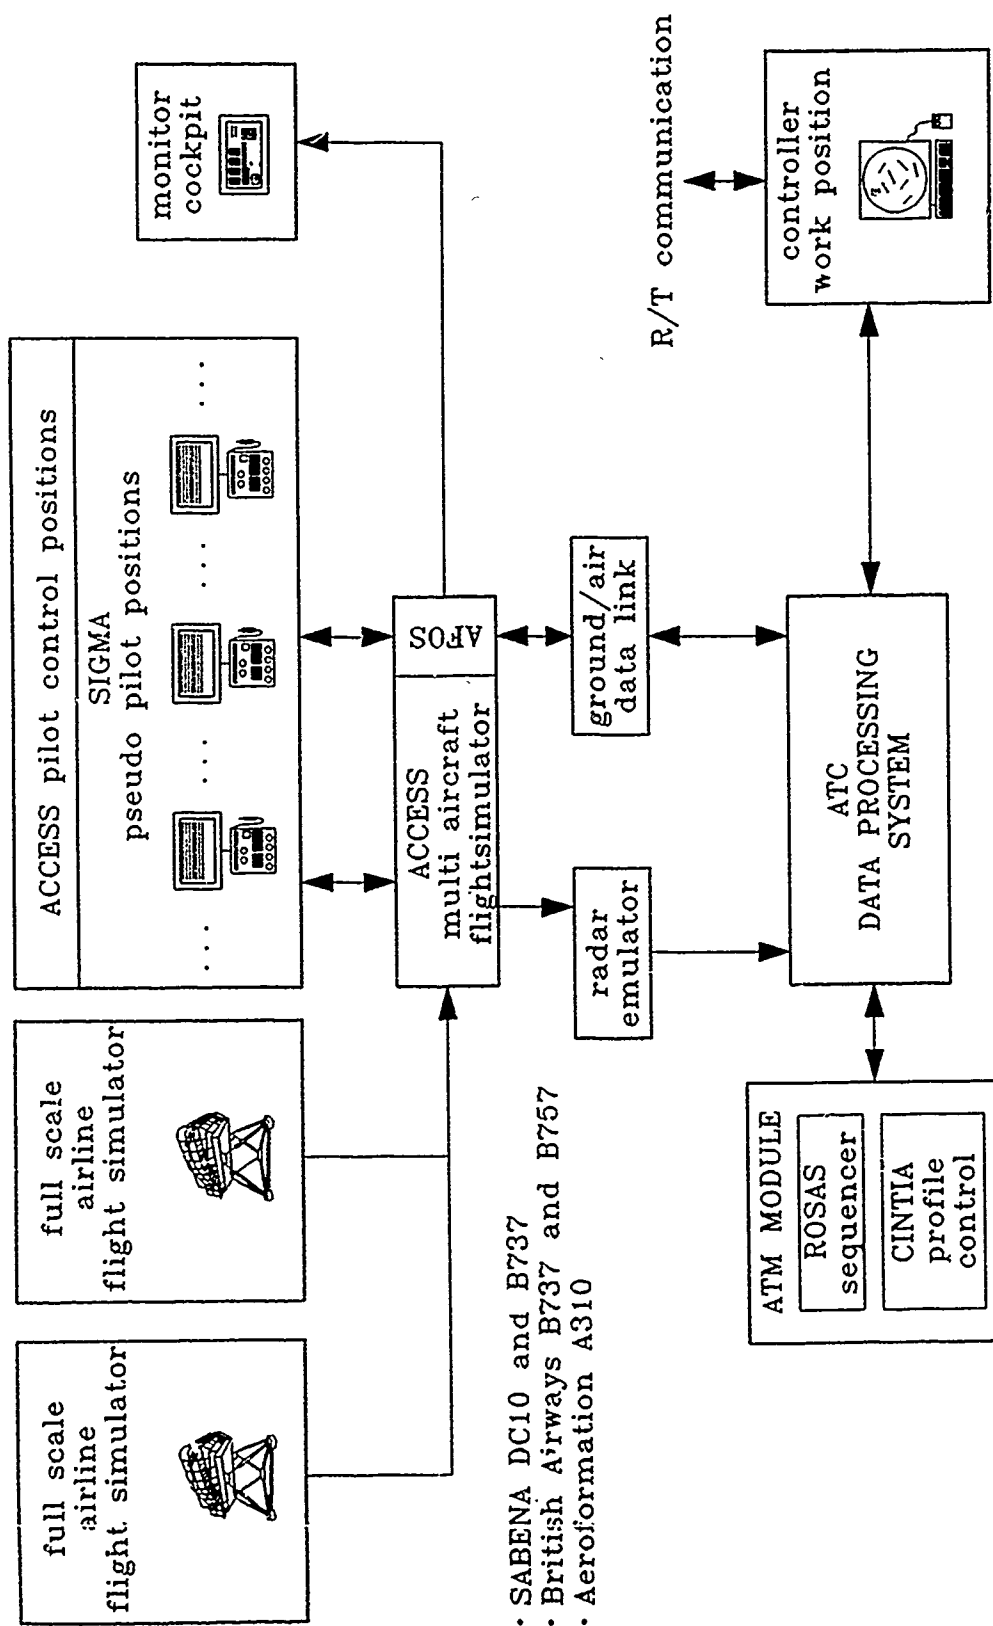 full scale
airline
flight simulator
full scale
airline
flight simulator
ACCESS pilot control positions
SIGMA
pseudo pilot positions
. . . .
. . .
. . .
. . .
monitor
cockpit
ACCESS
multi aircraft
flightsimulator
AFOS
· SABENA DC10 and B737
· British Airways B737 and B757
· Aeroformation A310
radar
emulator
ground/air
data link
R/T communication
ATM MODULE
ROSAS
sequencer
CINTIA
profile
control
ATC
DATA PROCESSING
SYSTEM
controller
work position